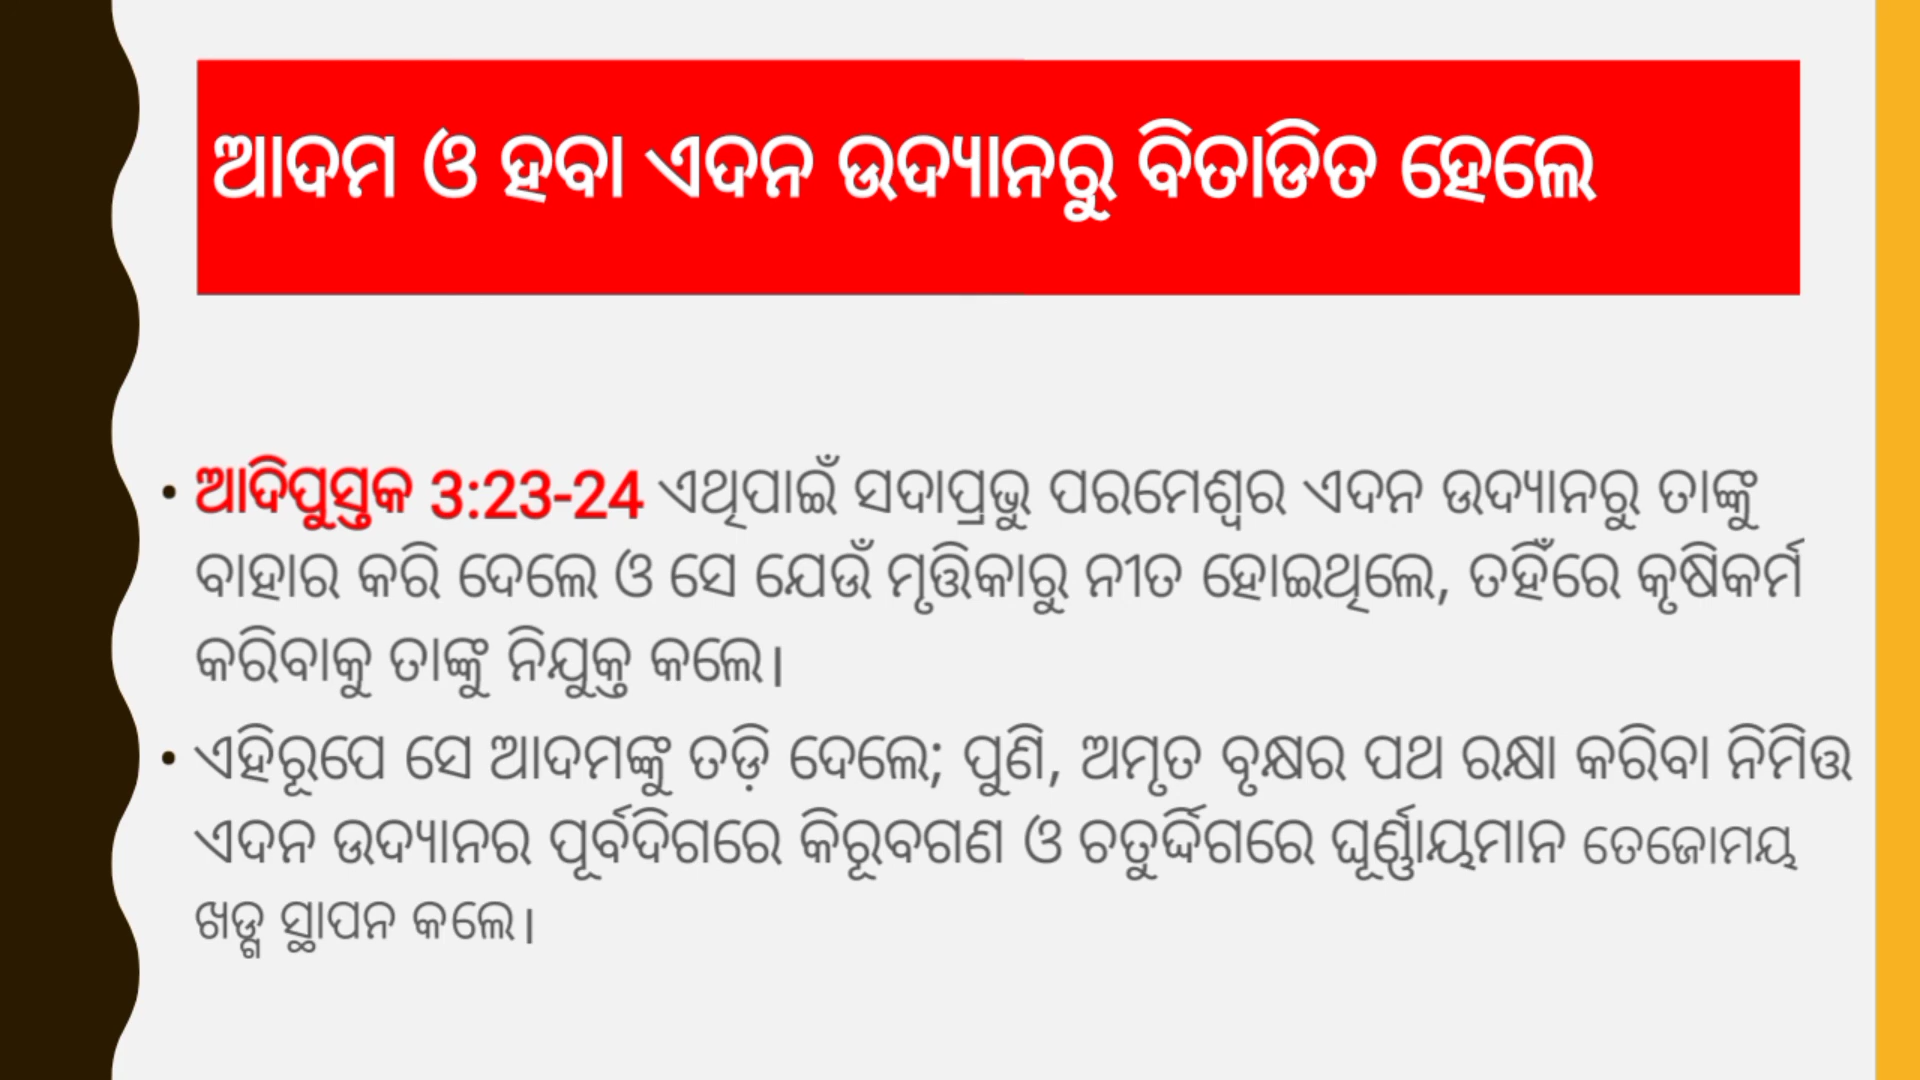 ଆଦମ ଓ ହବା ଏଦନ ଉଦ୍ୟାନରୁ ବିତାଡିତ ହେଲେ
• ଆଦିପୁସ୍ତକ 3:23-24 ଏଥିପାଇଁ ସଦାପ୍ରଭୁ ପରମେଶ୍ୱର ଏଦନ ଉଦ୍ୟାନରୁ ତାଙ୍କୁ
ବାହାର କରି ଦେଲେ ଓ ସେ ଯେଉଁ ମୃତ୍ତିକାରୁ ନୀତ ହୋଇଥିଲେ, ତହିଁରେ କୃଷିକର୍ମ
କରିବାକୁ ତାଙ୍କୁ ନିଯୁକ୍ତ କଲେ।
• ଏହିରୂପେ ସେ ଆଦମଙ୍କୁ ତଡ଼ି ଦେଲେ; ପୁଣି, ଅମୃତ ବୃକ୍ଷର ପଥ ରକ୍ଷା କରିବା ନିମିତ୍ତ
ଏଦନ ଉଦ୍ୟାନର ପୂର୍ବଦିଗରେ କିରୂବଗଣ ଓ ଚତୁର୍ଦ୍ଦିଗରେ ଘୂର୍ଣ୍ଣାୟମାନ ତେଜୋମୟ
ଖଡ୍ଗ ସ୍ଥାପନ କଲେ।